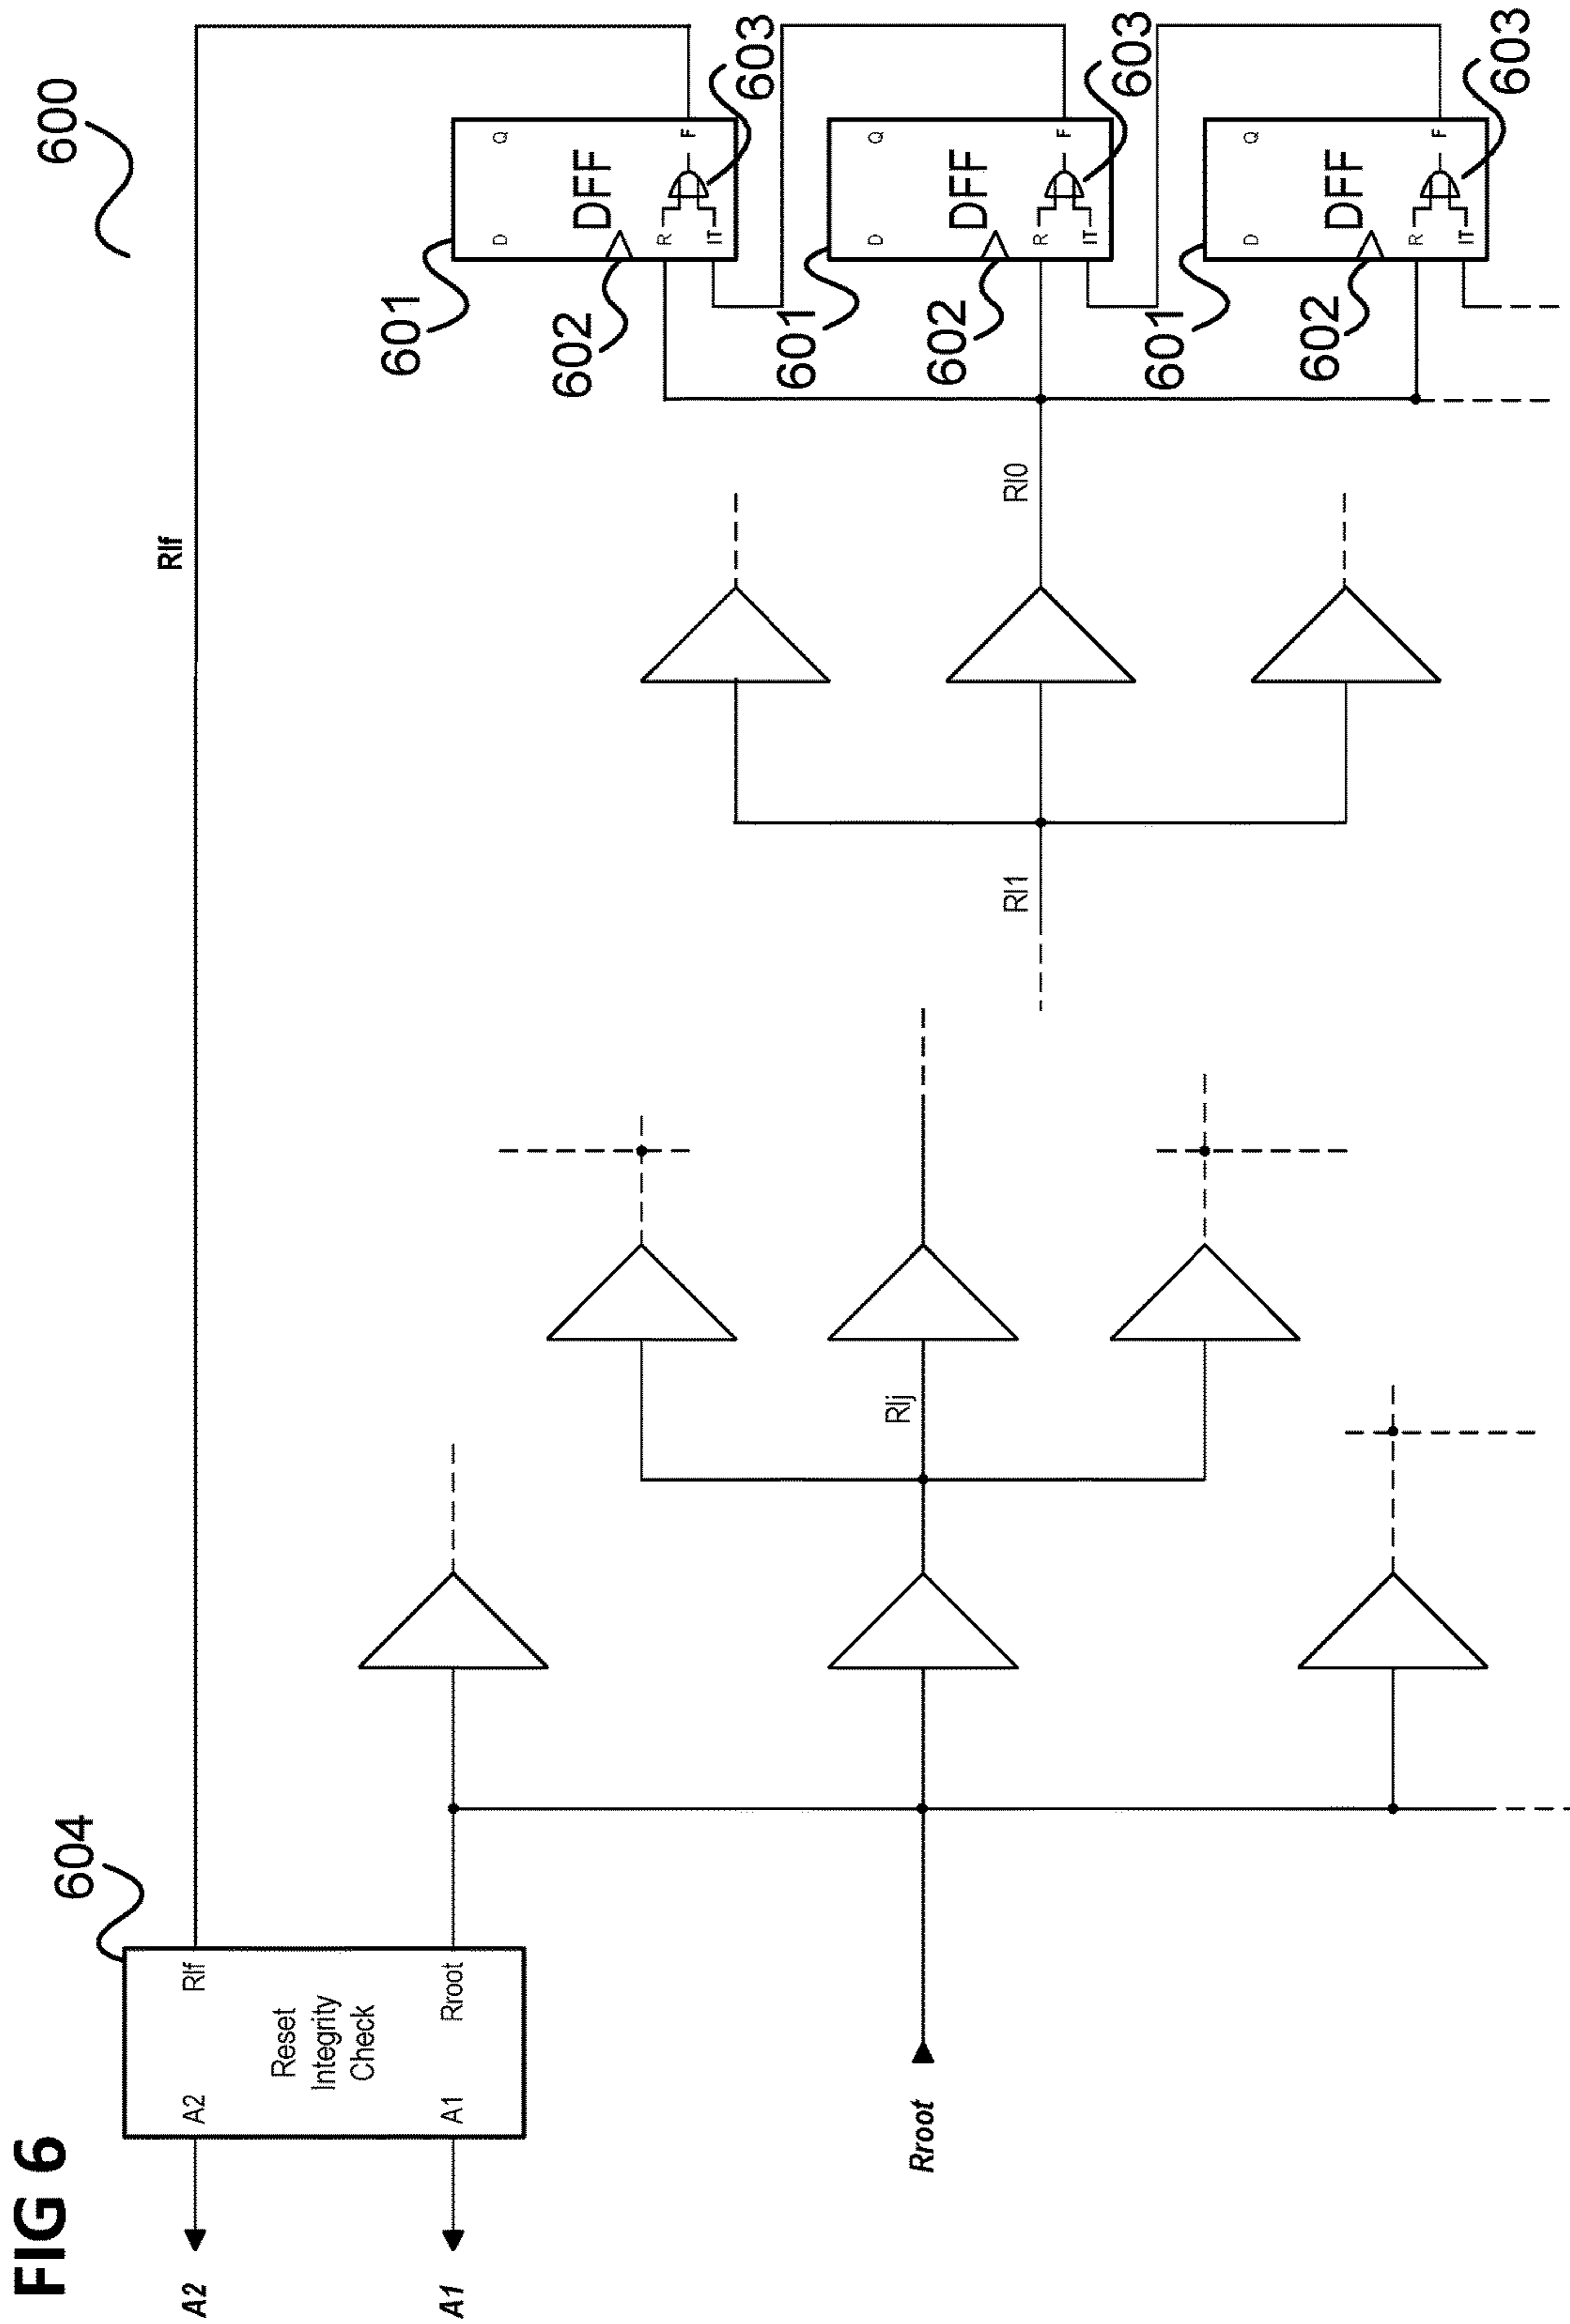 FIG 6
600
604
A2
A1
A2
RIf
Reset
Integrity
Check
A1
Rroot
Rroot
RIf
RIj
RI1
RI0
601
602
D
Q
DFF
R
IT
F
603
601
602
D
Q
DFF
R
IT
F
603
601
602
D
Q
DFF
R
IT
F
603